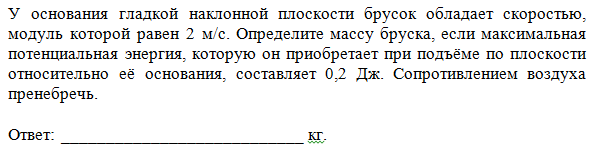 У основания гладкой наклонной плоскости брусок обладает скоростью,
модуль которой равен 2 м/с. Определите массу бруска, если максимальная
потенциальная энергия, которую он приобретает при подъёме по плоскости
относительно её основания, составляет 0,2 Дж. Сопротивлением воздуха
пренебречь.
Ответ: ___________________________ кг.